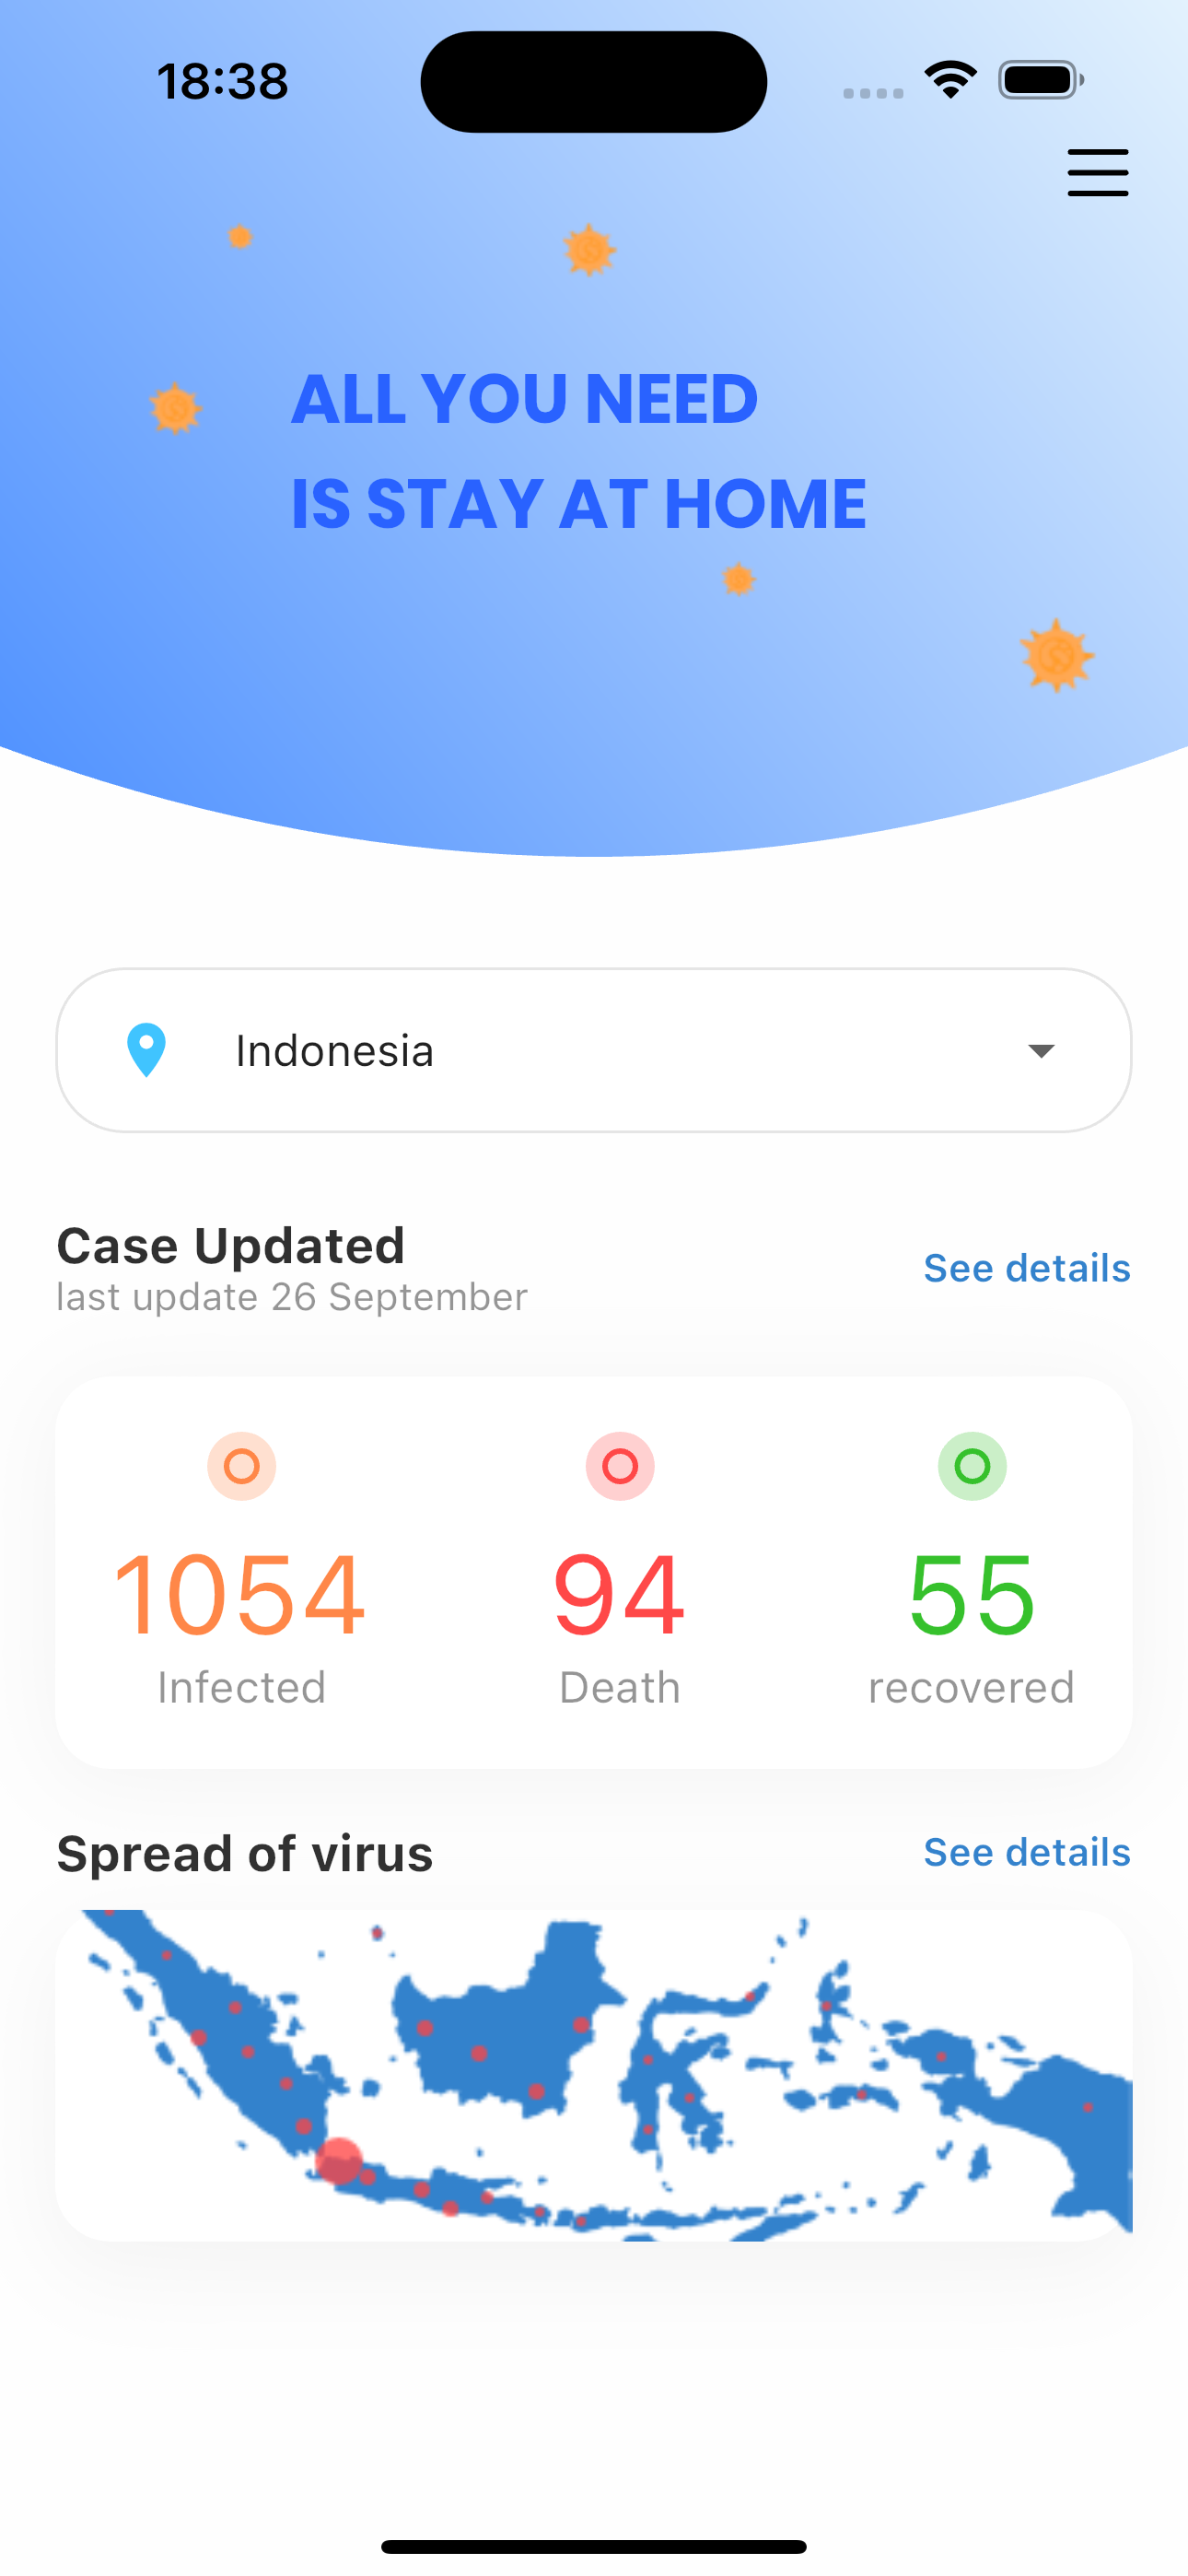 18:38
ALL YOU NEED
IS STAY AT HOME
Indonesia
Case Updated
last update 26 September
See details
1054
94
55
Infected
Death
recovered
Spread of virus
See details